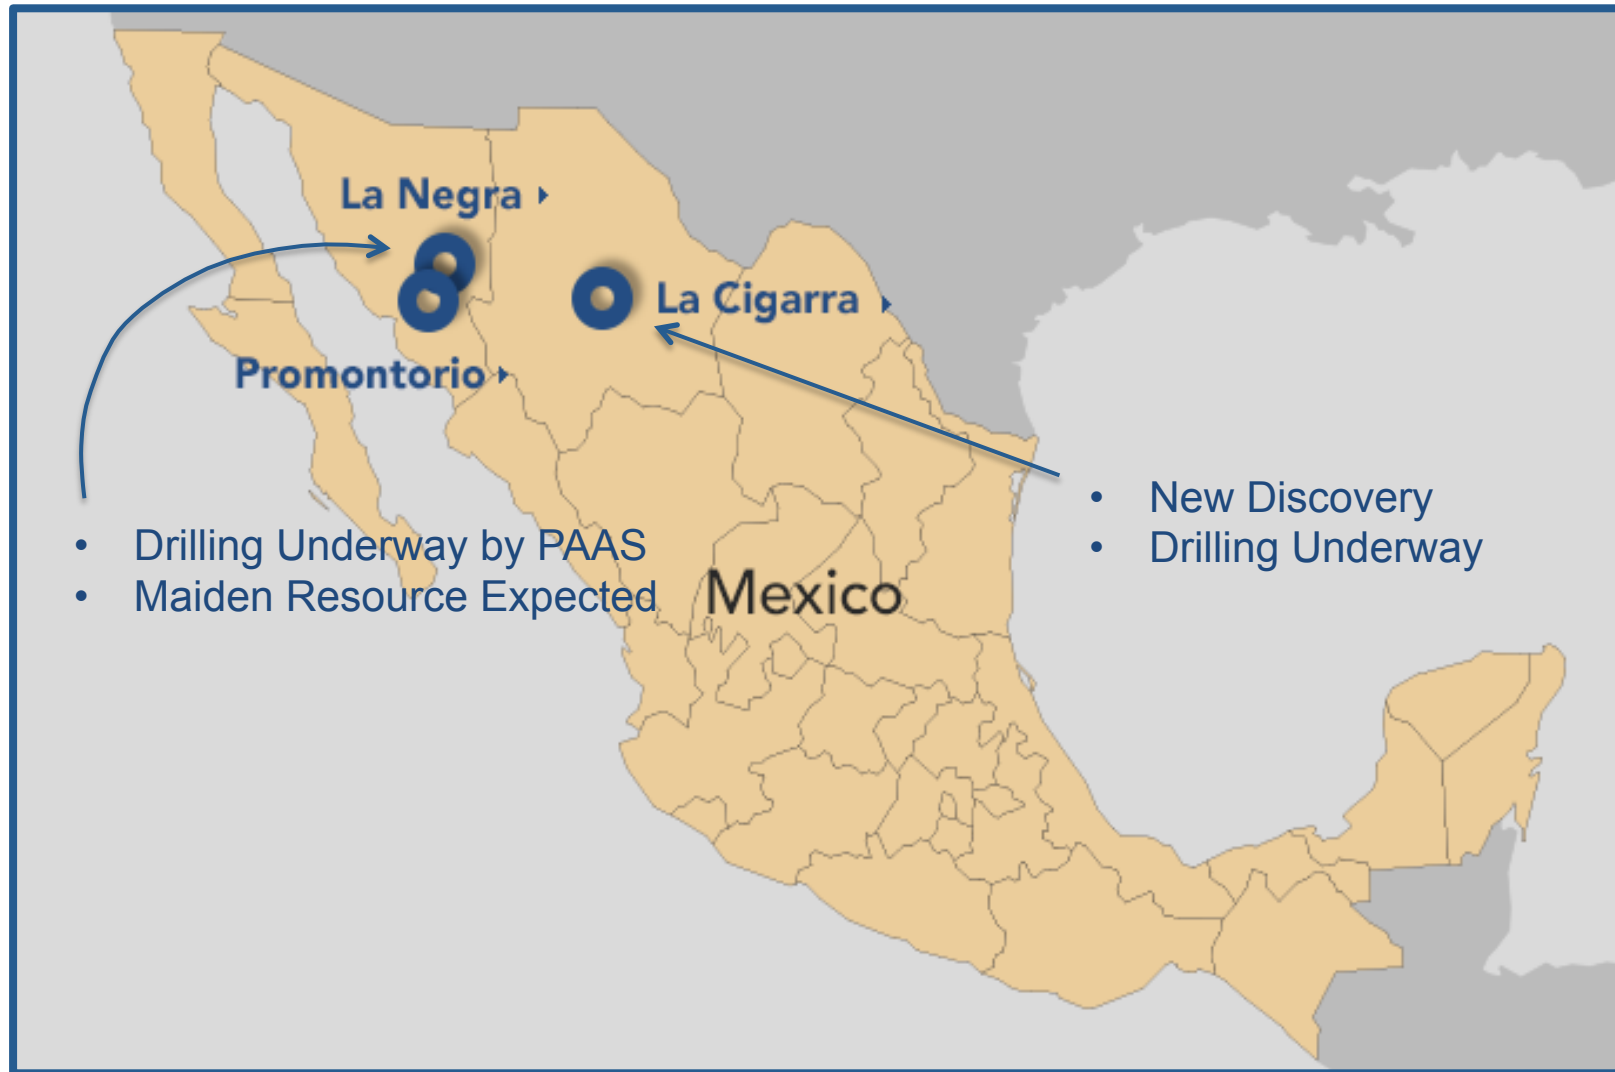 La Negra
La Cigarra
Promontorio
• New Discovery
• Drilling Underway
• Drilling Underway by PAAS
• Maiden Resource Expected
Mexico